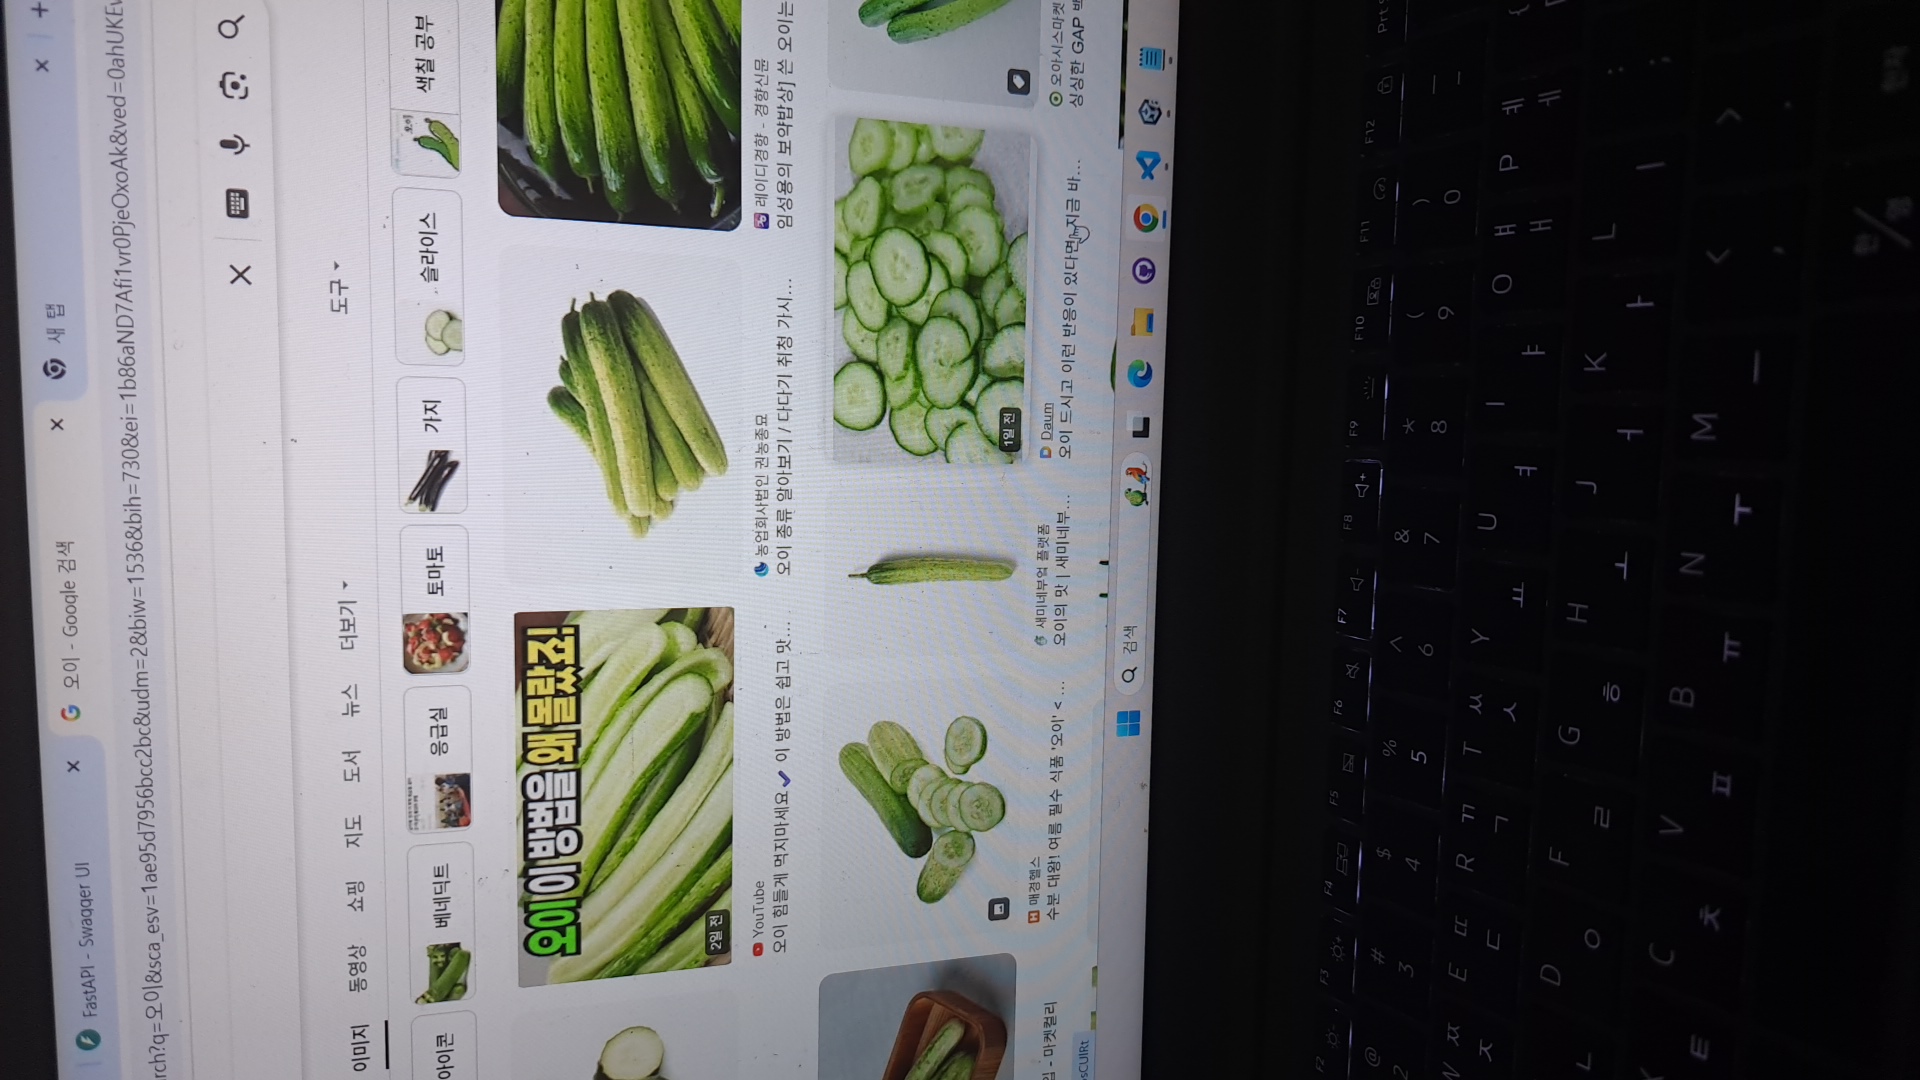 FastAPI - Swagger UI
오이 - Google 검색
새 탭
rch?q=오이&sca_esv=1ae95d7956bcc2bc&udm=2&biw=1536&bih=730&ei=1b86aND7Afi1vr0PjeOxoAk&ved=0ahUKEw
이미지 동영상 쇼핑 지도 도서 뉴스 더보기 도구
아이콘 베네딕트 응급실 토마토 가지 슬라이스 색칠 공부
오이
오이 이 방법을 왜 몰랐죠!
2일 전
YouTube
오이 힘들게 먹지마세요✔ 이 방법은 쉽고 맛...
농업회사법인 권농종묘
오이 종류 알아보기 / 다다기 취청 가시...
레이디경향 - 경향신문
임성용의 보약밥상] 쓴 오이는
입 - 마켓컬리
매경헬스
수분 대왕! 여름 필수 식품 '오이' < ...
새미네부엌 플랫폼
오이의 맛 | 새미네부...
1일 전
Daum
오이 드시고 이런 반응이 있다면 지금 바...
오아시스마켓
싱싱한 GAP 백
sCUlRt
검색
F2 F3 F4 F5 F6 F7 F8 F9 F10 F11 F12 Prt
@ # $ % ^ & * ( ) —
2 3 4 5 6 7 8 9 0 -
W ㅉ E ㄸ R ㄲ T ㅆ Y U I O ㅒ P ㅖ {
ㅈ ㄷ ㄱ ㅅ ㅛ ㅕ ㅑ ㅐ ㅔ [
D F G H J K L :
ㄴ ㅇ ㄹ ㅎ ㅗ ㅓ ㅏ ㅣ ;
X C V B N M < >
ㅌ ㅊ ㅍ ㅠ ㅜ ㅡ , .
한/영 한자